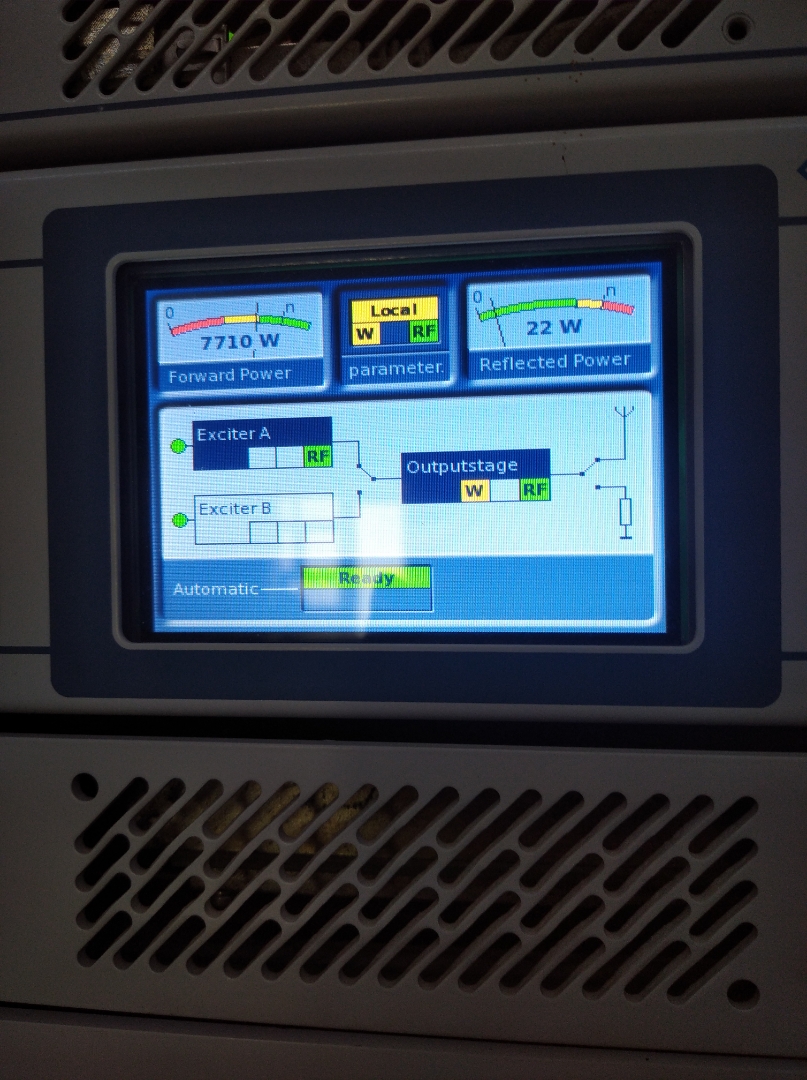 0 n
7710 W
Forward Power
Local
W RF
parameter.
0 n
22 W
Reflected Power
Exciter A
RF
Outputstage
W RF
Exciter B
Automatic
Ready